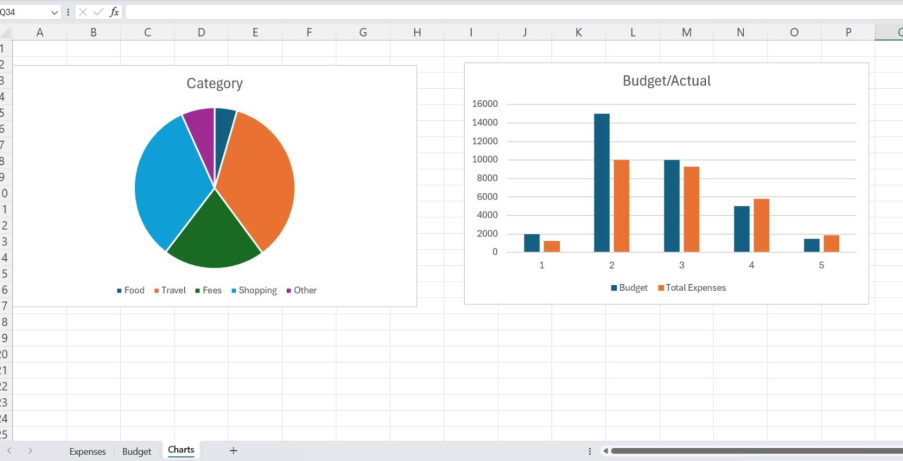 Q34
fx
A B C D E F G H I J K L M N O P
Category
Food Travel Fees Shopping Other
Budget/Actual
16000
14000
12000
10000
8000
6000
4000
2000
0
1 2 3 4 5
Budget Total Expenses
Expenses Budget Charts +